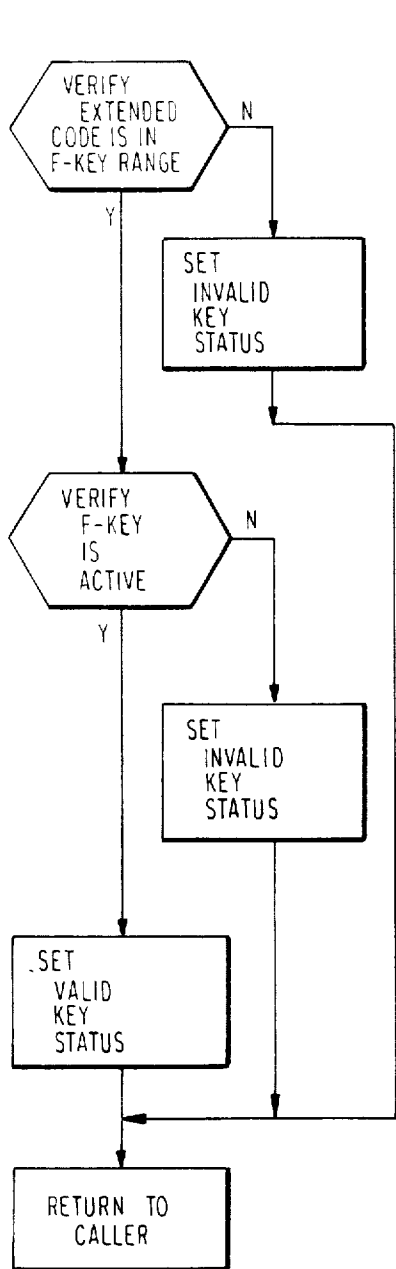 VERIFY
EXTENDED
CODE IS IN
F-KEY RANGE
N
Y
SET
INVALID
KEY
STATUS
VERIFY
F-KEY
IS
ACTIVE
N
Y
SET
INVALID
KEY
STATUS
SET
VALID
KEY
STATUS
RETURN TO
CALLER